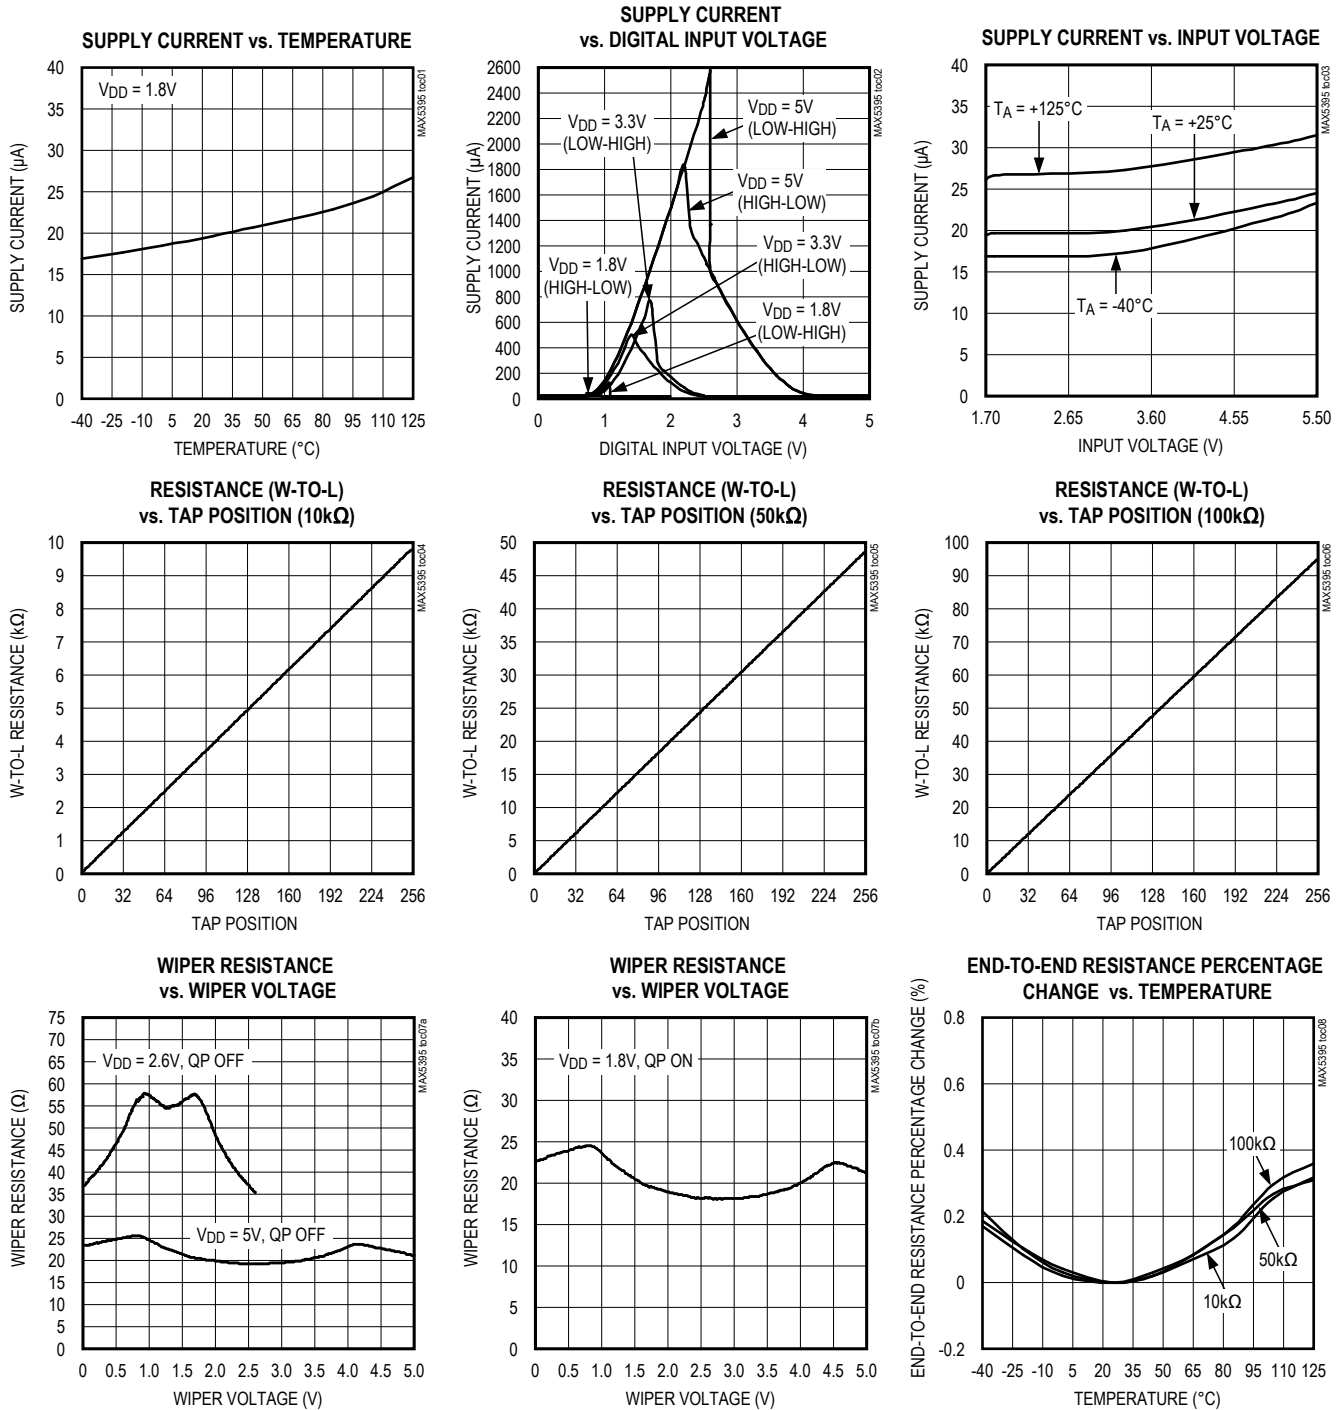 SUPPLY CURRENT vs. TEMPERATURE
40
35
30
25
20
15
10
5
0
SUPPLY CURRENT (µA)
VDD = 1.8V
MAX5395 toc01
-40 -25 -10 5 20 35 50 65 80 95 110 125
TEMPERATURE (°C)
SUPPLY CURRENT
vs. DIGITAL INPUT VOLTAGE
2600
2400
2200
2000
1800
1600
1400
1200
1000
800
600
400
200
0
SUPPLY CURRENT (µA)
MAX5395 toc02
VDD = 5V
(LOW-HIGH)
VDD = 3.3V
(LOW-HIGH)
VDD = 5V
(HIGH-LOW)
VDD = 3.3V
(HIGH-LOW)
VDD = 1.8V
(HIGH-LOW)
VDD = 1.8V
(LOW-HIGH)
0 1 2 3 4 5
DIGITAL INPUT VOLTAGE (V)
SUPPLY CURRENT vs. INPUT VOLTAGE
40
35
30
25
20
15
10
5
0
SUPPLY CURRENT (µA)
MAX5395 toc03
TA = +125°C
TA = +25°C
TA = -40°C
1.70 2.65 3.60 4.55 5.50
INPUT VOLTAGE (V)
RESISTANCE (W-TO-L)
vs. TAP POSITION (10kΩ)
10
9
8
7
6
5
4
3
2
1
0
W-TO-L RESISTANCE (kΩ)
MAX5395 toc04
0 32 64 96 128 160 192 224 256
TAP POSITION
RESISTANCE (W-TO-L)
vs. TAP POSITION (50kΩ)
50
45
40
35
30
25
20
15
10
5
0
W-TO-L RESISTANCE (kΩ)
MAX5395 toc05
0 32 64 96 128 160 192 224 256
TAP POSITION
RESISTANCE (W-TO-L)
vs. TAP POSITION (100kΩ)
100
90
80
70
60
50
40
30
20
10
0
W-TO-L RESISTANCE (kΩ)
MAX5395 toc06
0 32 64 96 128 160 192 224 256
TAP POSITION
WIPER RESISTANCE
vs. WIPER VOLTAGE
75
70
65
60
55
50
45
40
35
30
25
20
15
10
5
0
WIPER RESISTANCE (Ω)
MAX5395 toc07a
VDD = 2.6V, QP OFF
VDD = 5V, QP OFF
0 0.5 1.0 1.5 2.0 2.5 3.0 3.5 4.0 4.5 5.0
WIPER VOLTAGE (V)
WIPER RESISTANCE
vs. WIPER VOLTAGE
40
35
30
25
20
15
10
5
0
WIPER RESISTANCE (Ω)
MAX5395 toc07b
VDD = 1.8V, QP ON
0 0.5 1.0 1.5 2.0 2.5 3.0 3.5 4.0 4.5 5.0
WIPER VOLTAGE (V)
END-TO-END RESISTANCE PERCENTAGE
CHANGE vs. TEMPERATURE
0.8
0.6
0.4
0.2
0
-0.2
END-TO-END RESISTANCE PERCENTAGE CHANGE (%)
MAX5395 toc08
100kΩ
50kΩ
10kΩ
-40 -25 -10 5 20 35 50 65 80 95 110 125
TEMPERATURE (°C)